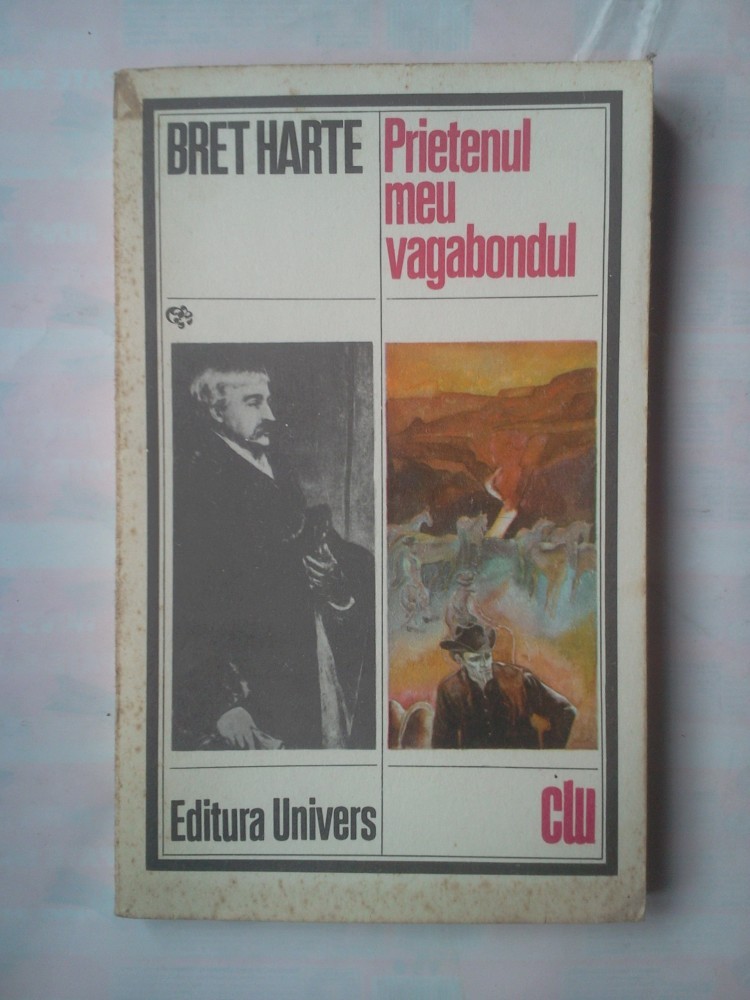 BRET HARTE
Prietenul
meu
vagabondul
Editura Univers
clu